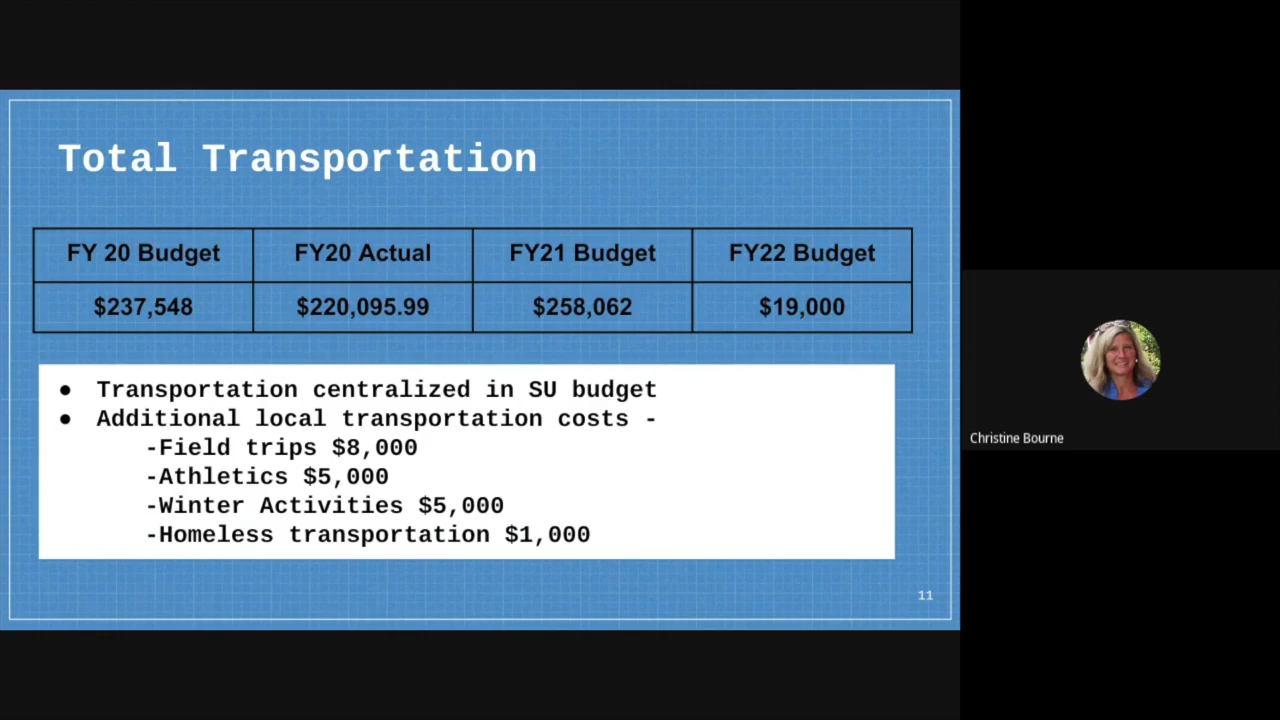 Total Transportation
FY 20 Budget FY20 Actual FY21 Budget FY22 Budget
$237,548 $220,095.99 $258,062 $19,000
● Transportation centralized in SU budget
● Additional local transportation costs -
-Field trips $8,000
-Athletics $5,000
-Winter Activities $5,000
-Homeless transportation $1,000
11
Christine Bourne